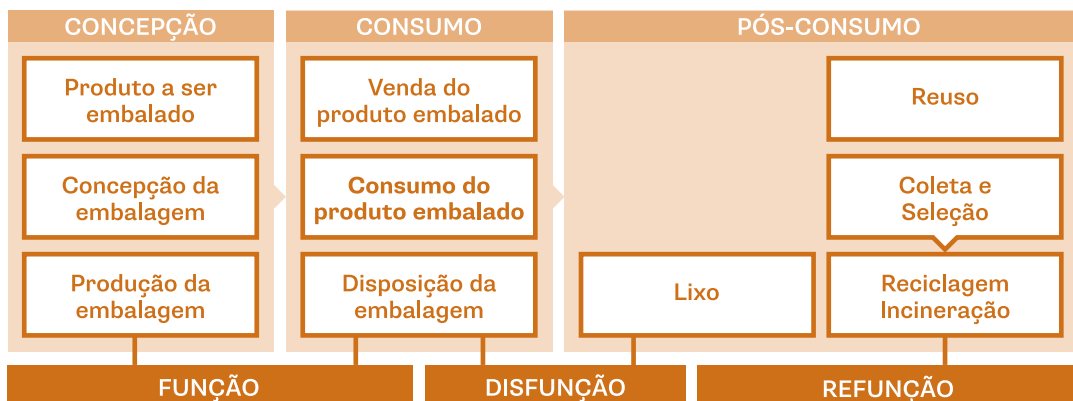 CONCEPÇÃO
Produto a ser
embalado
Concepção da
embalagem
Produção da
embalagem
CONSUMO
Venda do
produto embalado
Consumo do
produto embalado
Disposição da
embalagem
PÓS-CONSUMO
Lixo
Reuso
Coleta e
Seleção
Reciclagem
Incineração
FUNÇÃO
DISFUNÇÃO
REFUNÇÃO